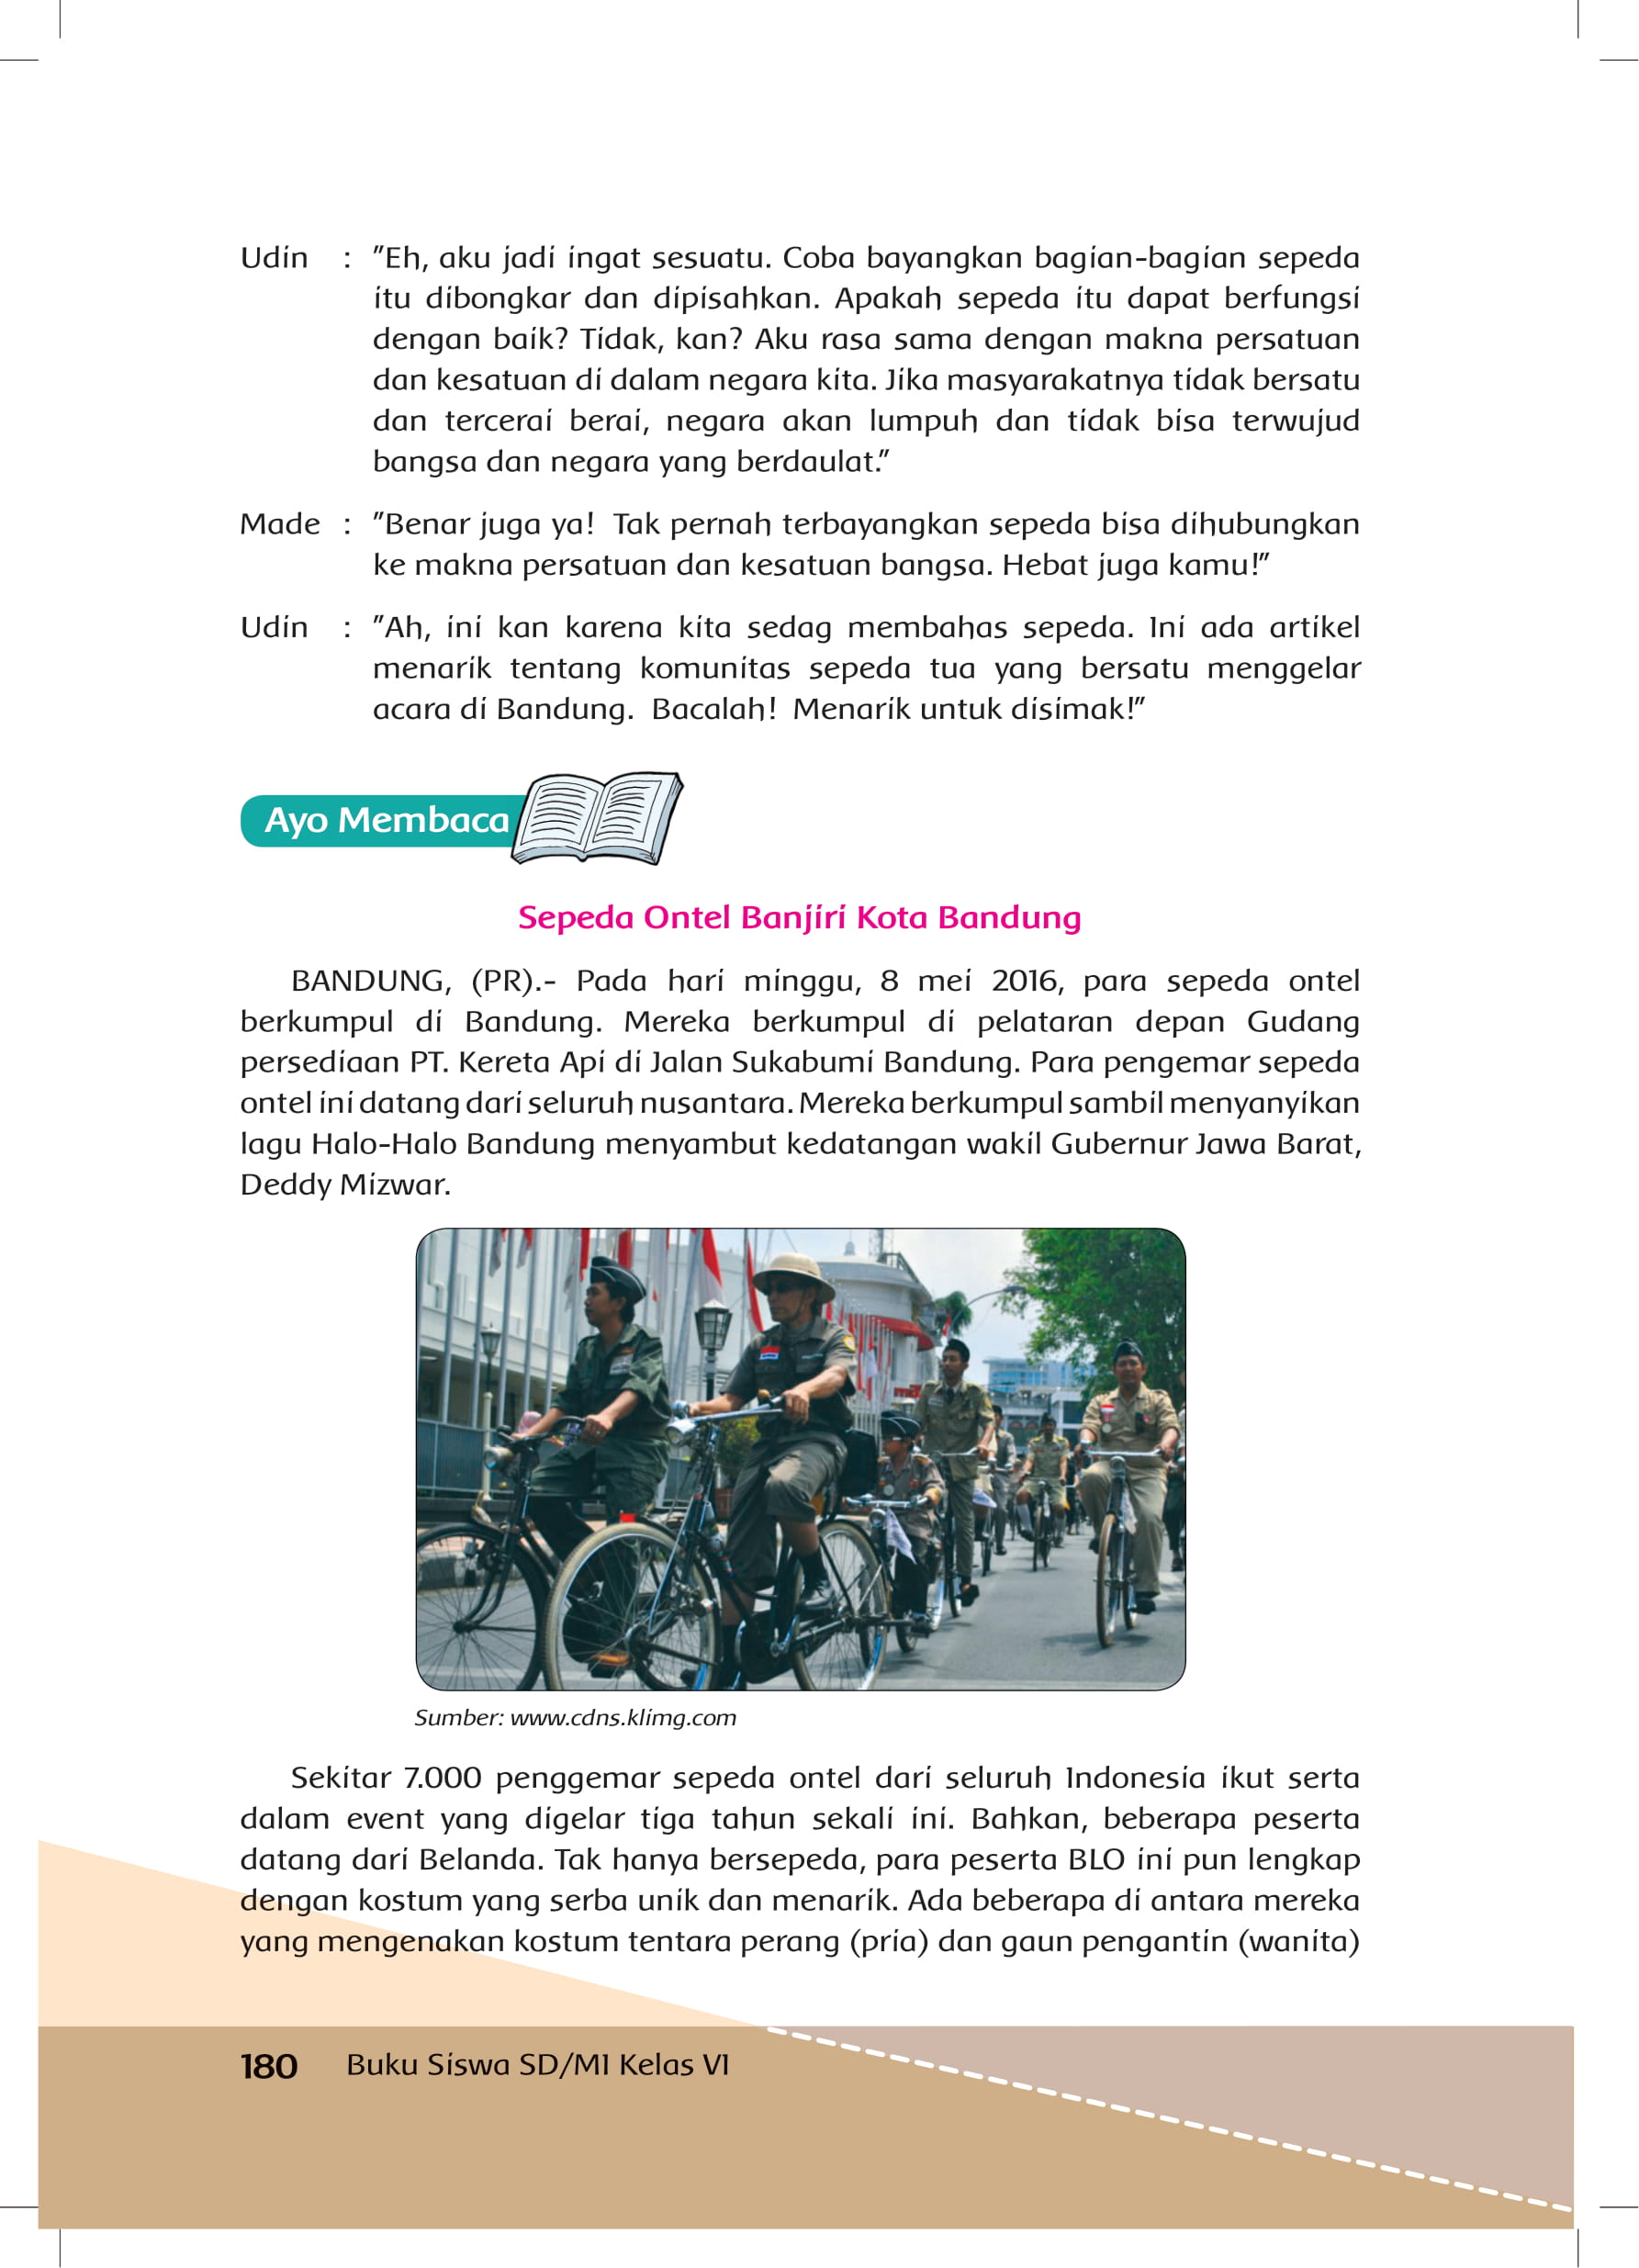 Udin : "Eh, aku jadi ingat sesuatu. Coba bayangkan bagian-bagian sepeda
itu dibongkar dan dipisahkan. Apakah sepeda itu dapat berfungsi
dengan baik? Tidak, kan? Aku rasa sama dengan makna persatuan
dan kesatuan di dalam negara kita. Jika masyarakatnya tidak bersatu
dan tercerai berai, negara akan lumpuh dan tidak bisa terwujud
bangsa dan negara yang berdaulat."
Made : "Benar juga ya! Tak pernah terbayangkan sepeda bisa dihubungkan
ke makna persatuan dan kesatuan bangsa. Hebat juga kamu!"
Udin : "Ah, ini kan karena kita sedag membahas sepeda. Ini ada artikel
menarik tentang komunitas sepeda tua yang bersatu menggelar
acara di Bandung. Bacalah! Menarik untuk disimak!"
Ayo Membaca
Sepeda Ontel Banjiri Kota Bandung
BANDUNG, (PR).- Pada hari minggu, 8 mei 2016, para sepeda ontel
berkumpul di Bandung. Mereka berkumpul di pelataran depan Gudang
persediaan PT. Kereta Api di Jalan Sukabumi Bandung. Para pengemar sepeda
ontel ini datang dari seluruh nusantara. Mereka berkumpul sambil menyanyikan
lagu Halo-Halo Bandung menyambut kedatangan wakil Gubernur Jawa Barat,
Deddy Mizwar.
Sumber: www.cdns.klimg.com
Sekitar 7.000 penggemar sepeda ontel dari seluruh Indonesia ikut serta
dalam event yang digelar tiga tahun sekali ini. Bahkan, beberapa peserta
datang dari Belanda. Tak hanya bersepeda, para peserta BLO ini pun lengkap
dengan kostum yang serba unik dan menarik. Ada beberapa di antara mereka
yang mengenakan kostum tentara perang (pria) dan gaun pengantin (wanita)
180 Buku Siswa SD/MI Kelas VI